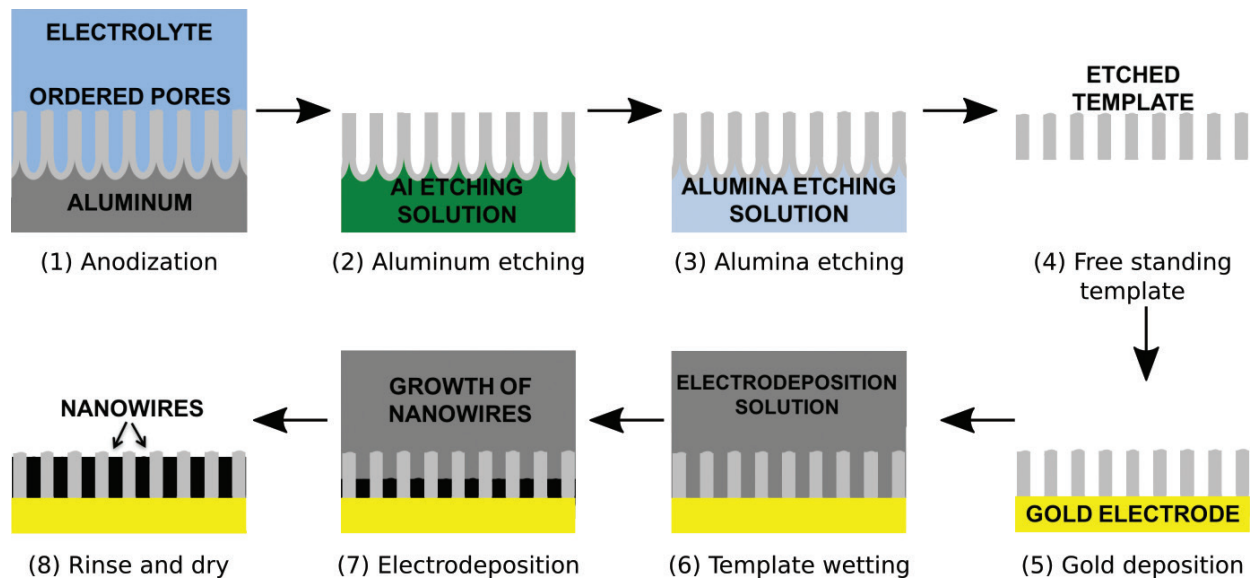 ELECTROLYTE
ORDERED PORES
ALUMINUM
(1) Anodization
Al ETCHING
SOLUTION
(2) Aluminum etching
ALUMINA ETCHING
SOLUTION
(3) Alumina etching
ETCHED
TEMPLATE
(4) Free standing
template
NANOWIRES
(8) Rinse and dry
GROWTH OF
NANOWIRES
(7) Electrodeposition
ELECTRODEPOSITION
SOLUTION
(6) Template wetting
GOLD ELECTRODE
(5) Gold deposition